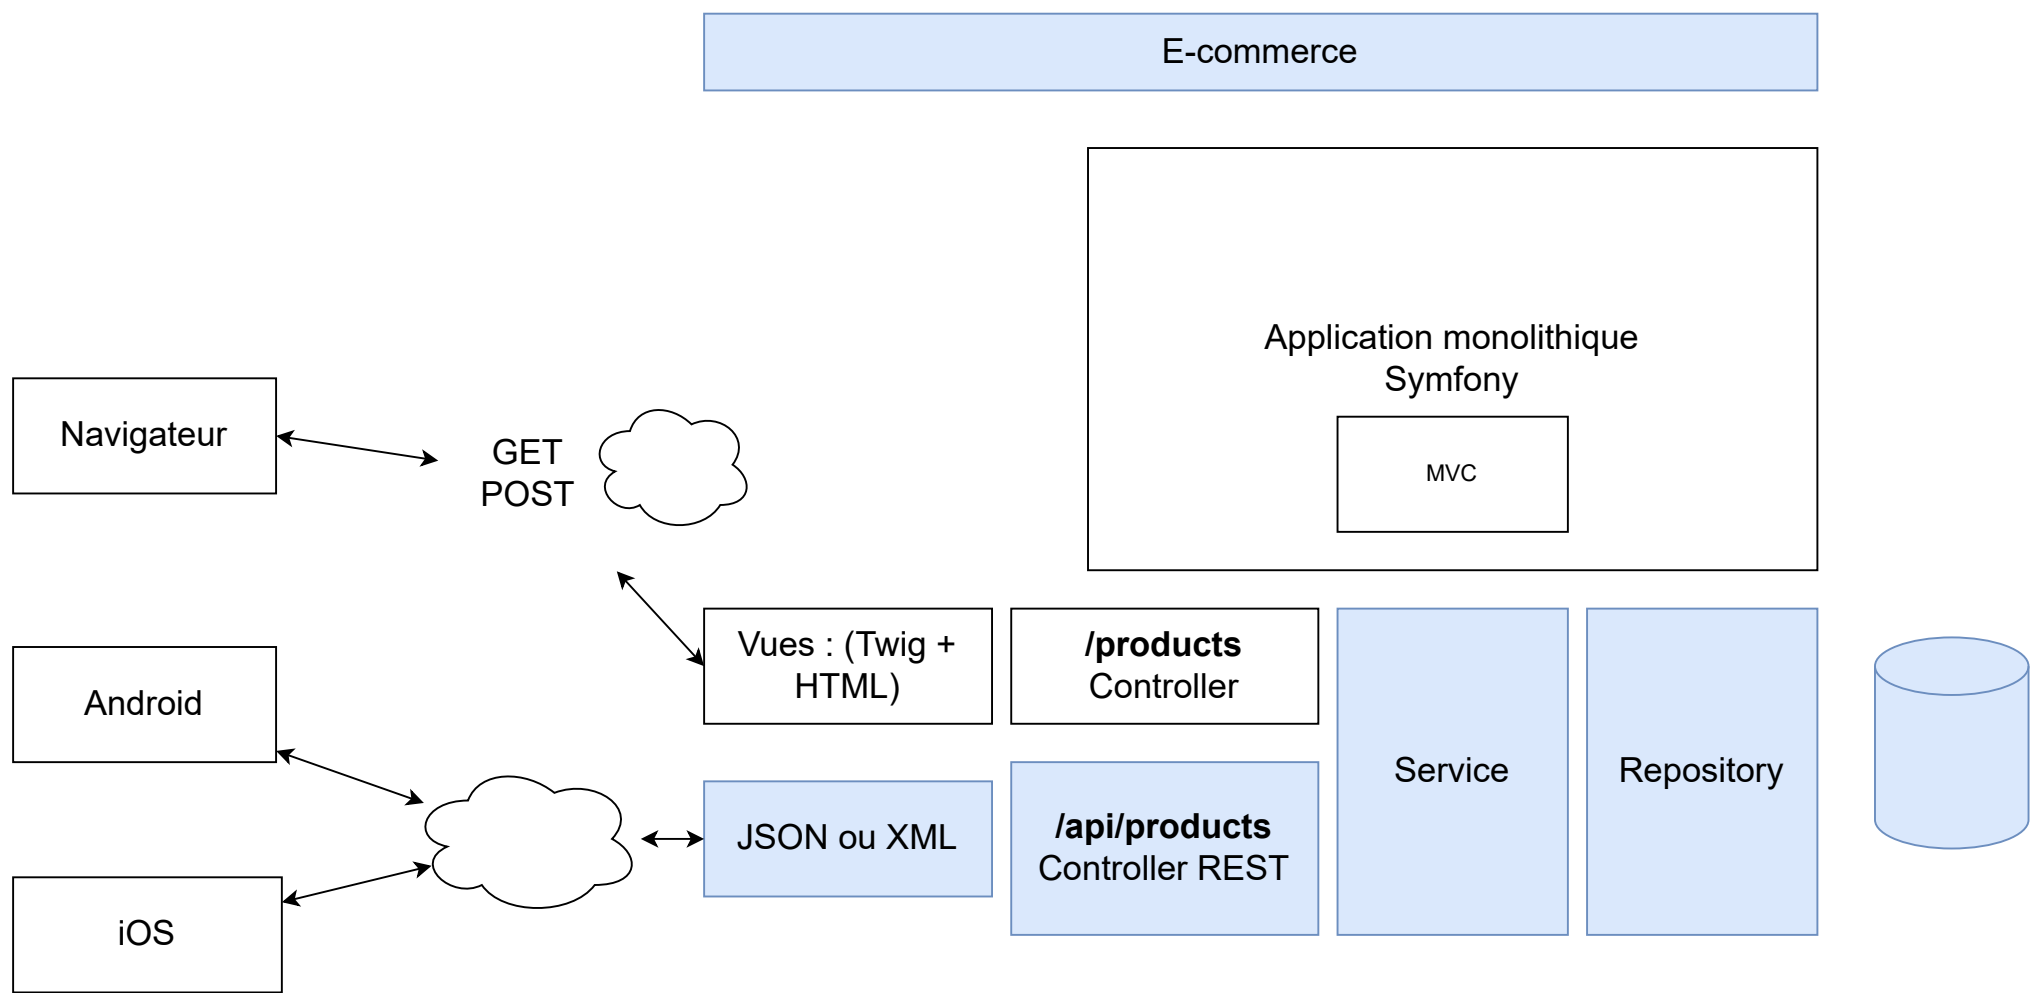 E-commerce
Application monolithique
Symfony
MVC
Navigateur
GET
POST
Vues : (Twig +
HTML)
/products
Controller
Service
Repository
Android
JSON ou XML
/api/products
Controller REST
iOS